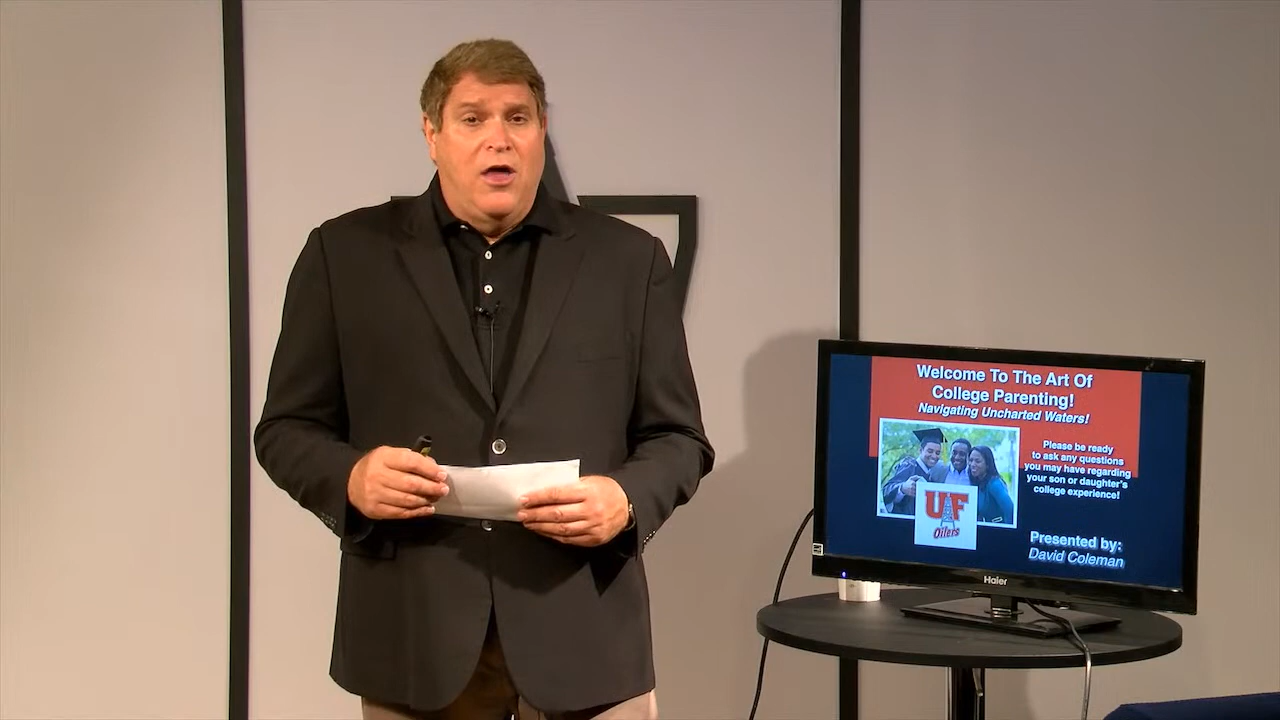 Welcome To The Art Of
College Parenting!
Navigating Uncharted Waters!
Please be ready
to ask any questions
you may have regarding
your son or daughter's
college experience!
UF
Oilers
Presented by:
David Coleman
Haier